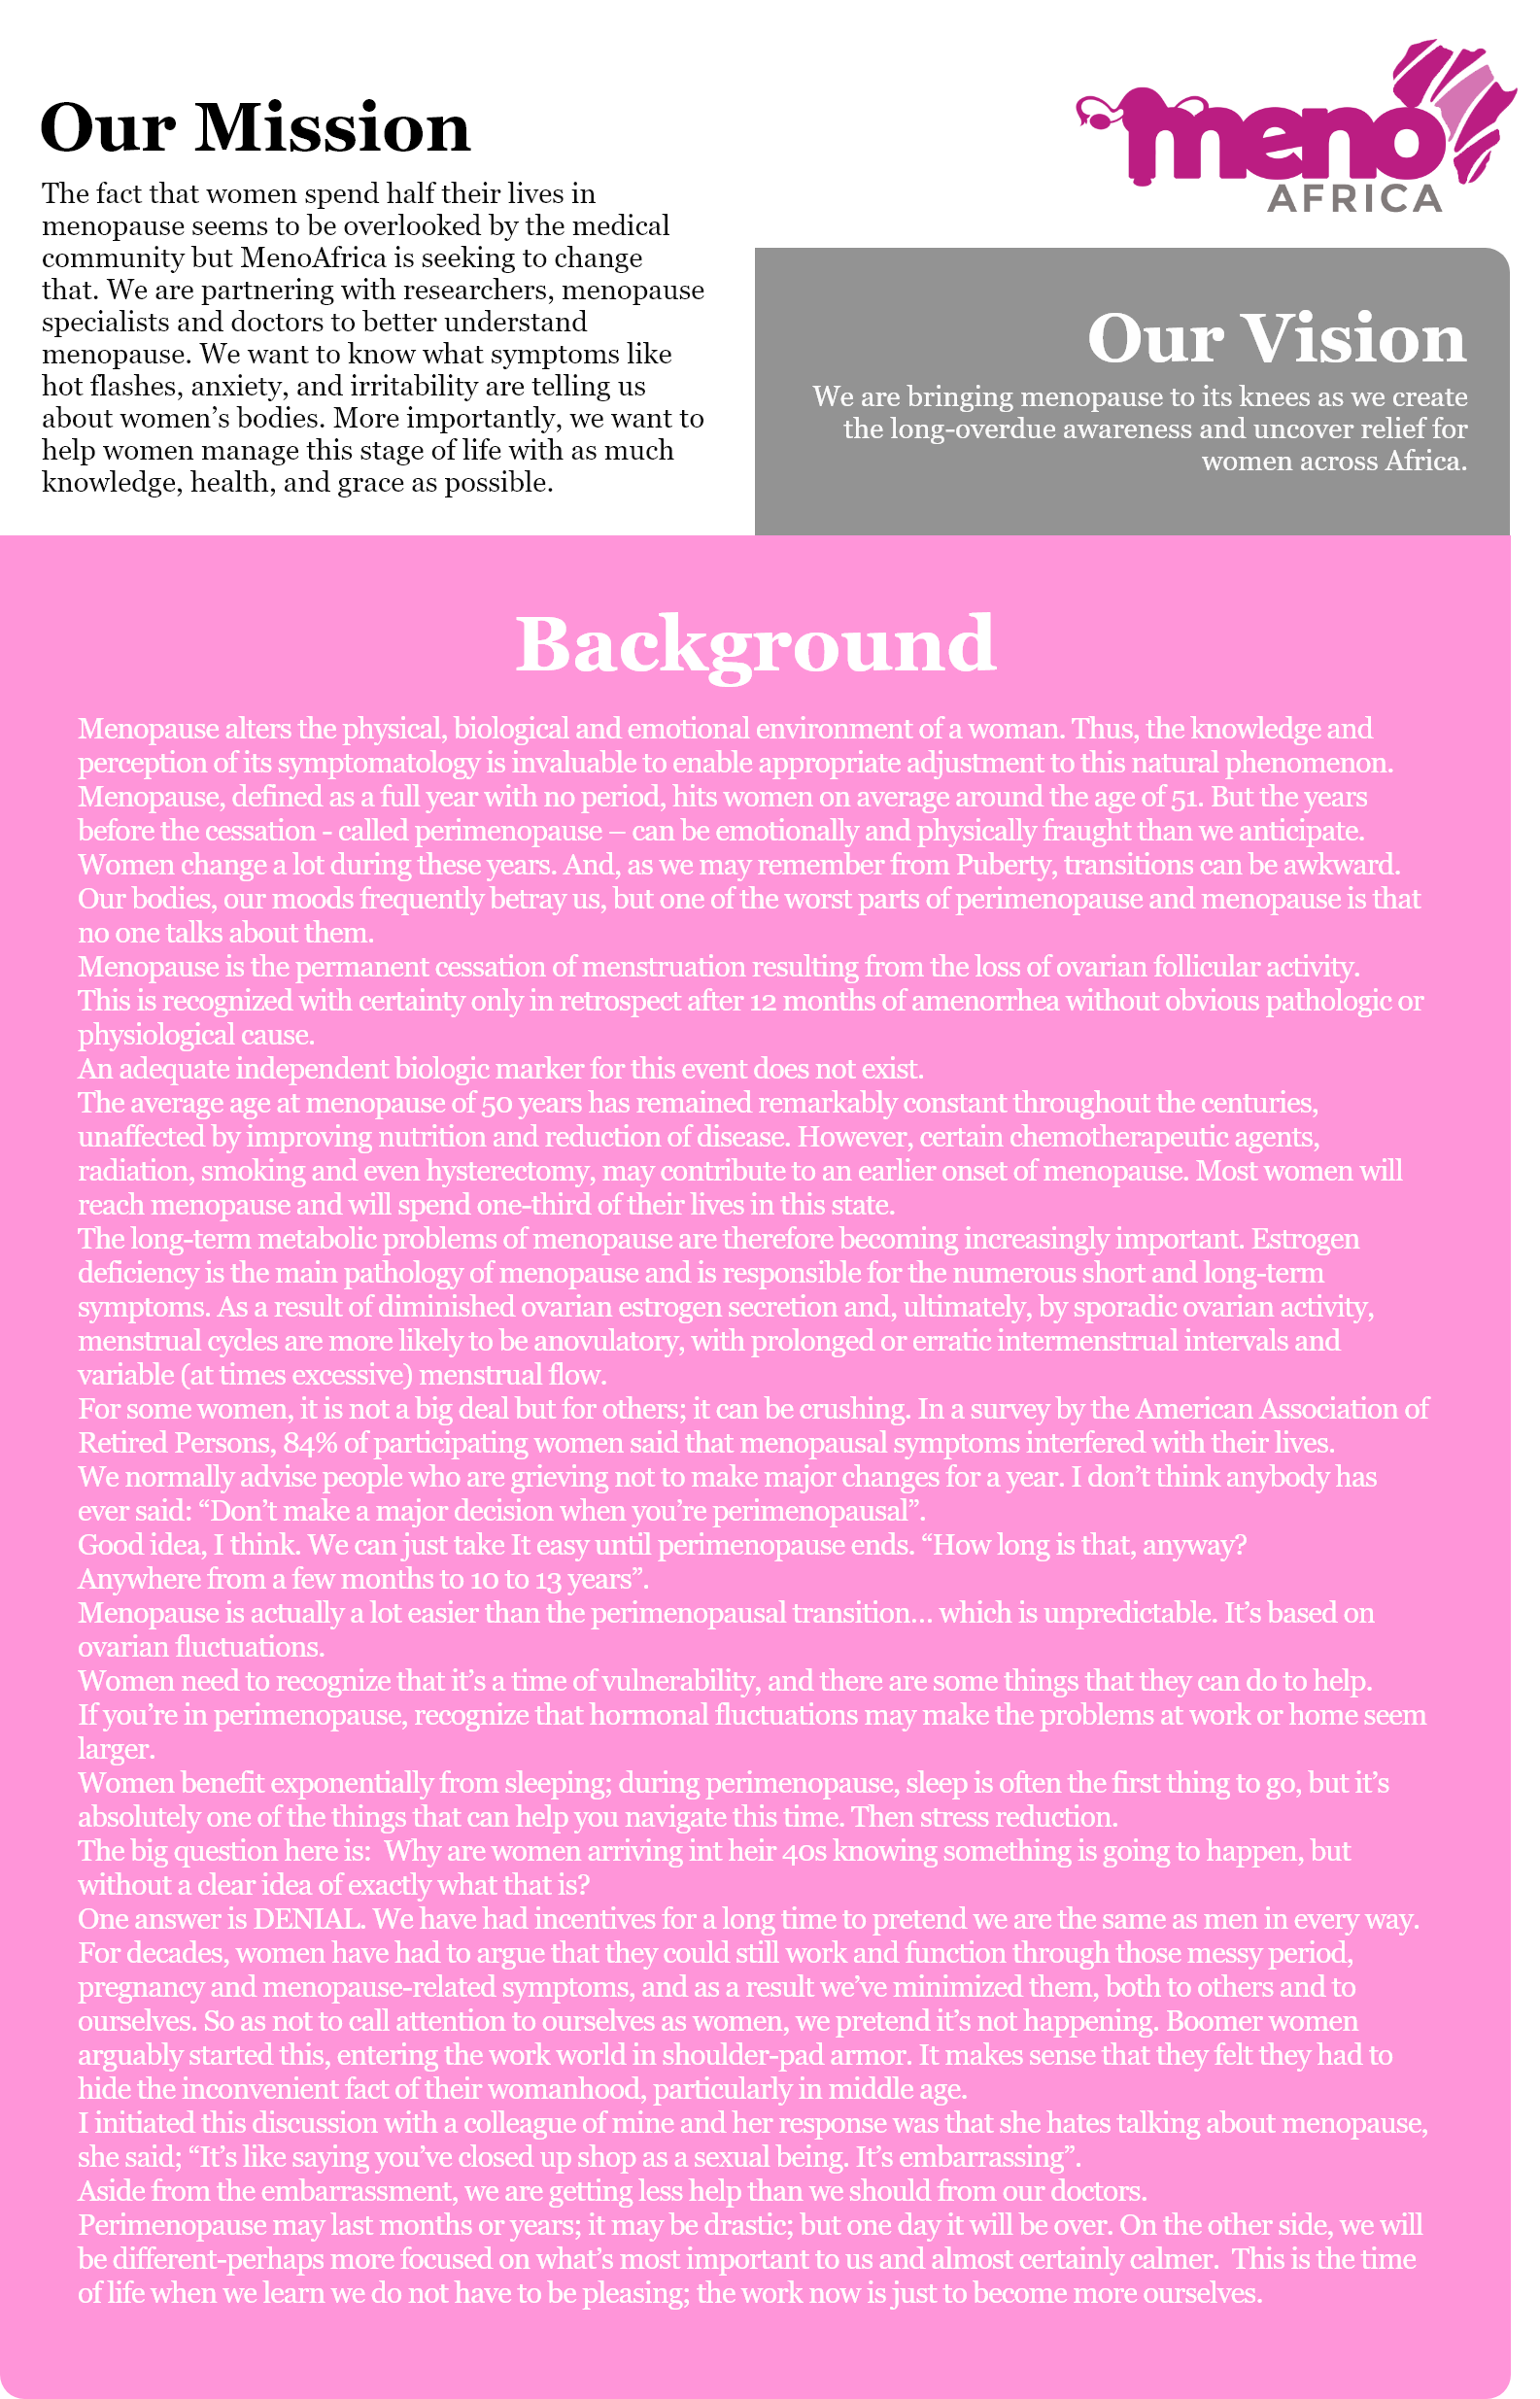 Our Mission
The fact that women spend half their lives in
menopause seems to be overlooked by the medical
community but MenoAfrica is seeking to change
that. We are partnering with researchers, menopause
specialists and doctors to better understand
menopause. We want to know what symptoms like
hot flashes, anxiety, and irritability are telling us
about women’s bodies. More importantly, we want to
help women manage this stage of life with as much
knowledge, health, and grace as possible.
meno
AFRICA
Our Vision
We are bringing menopause to its knees as we create
the long-overdue awareness and uncover relief for
women across Africa.
Background
Menopause alters the physical, biological and emotional environment of a woman. Thus, the knowledge and
perception of its symptomatology is invaluable to enable appropriate adjustment to this natural phenomenon.
Menopause, defined as a full year with no period, hits women on average around the age of 51. But the years
before the cessation - called perimenopause – can be emotionally and physically fraught than we anticipate.
Women change a lot during these years. And, as we may remember from Puberty, transitions can be awkward.
Our bodies, our moods frequently betray us, but one of the worst parts of perimenopause and menopause is that
no one talks about them.
Menopause is the permanent cessation of menstruation resulting from the loss of ovarian follicular activity.
This is recognized with certainty only in retrospect after 12 months of amenorrhea without obvious pathologic or
physiological cause.
An adequate independent biologic marker for this event does not exist.
The average age at menopause of 50 years has remained remarkably constant throughout the centuries,
unaffected by improving nutrition and reduction of disease. However, certain chemotherapeutic agents,
radiation, smoking and even hysterectomy, may contribute to an earlier onset of menopause. Most women will
reach menopause and will spend one-third of their lives in this state.
The long-term metabolic problems of menopause are therefore becoming increasingly important. Estrogen
deficiency is the main pathology of menopause and is responsible for the numerous short and long-term
symptoms. As a result of diminished ovarian estrogen secretion and, ultimately, by sporadic ovarian activity,
menstrual cycles are more likely to be anovulatory, with prolonged or erratic intermenstrual intervals and
variable (at times excessive) menstrual flow.
For some women, it is not a big deal but for others; it can be crushing. In a survey by the American Association of
Retired Persons, 84% of participating women said that menopausal symptoms interfered with their lives.
We normally advise people who are grieving not to make major changes for a year. I don’t think anybody has
ever said: “Don’t make a major decision when you’re perimenopausal”.
Good idea, I think. We can just take It easy until perimenopause ends. “How long is that, anyway?
Anywhere from a few months to 10 to 13 years”.
Menopause is actually a lot easier than the perimenopausal transition… which is unpredictable. It’s based on
ovarian fluctuations.
Women need to recognize that it’s a time of vulnerability, and there are some things that they can do to help.
If you’re in perimenopause, recognize that hormonal fluctuations may make the problems at work or home seem
larger.
Women benefit exponentially from sleeping; during perimenopause, sleep is often the first thing to go, but it’s
absolutely one of the things that can help you navigate this time. Then stress reduction.
The big question here is:  Why are women arriving int heir 40s knowing something is going to happen, but
without a clear idea of exactly what that is?
One answer is DENIAL. We have had incentives for a long time to pretend we are the same as men in every way.
For decades, women have had to argue that they could still work and function through those messy period,
pregnancy and menopause-related symptoms, and as a result we’ve minimized them, both to others and to
ourselves. So as not to call attention to ourselves as women, we pretend it’s not happening. Boomer women
arguably started this, entering the work world in shoulder-pad armor. It makes sense that they felt they had to
hide the inconvenient fact of their womanhood, particularly in middle age.
I initiated this discussion with a colleague of mine and her response was that she hates talking about menopause,
she said; “It’s like saying you’ve closed up shop as a sexual being. It’s embarrassing”.
Aside from the embarrassment, we are getting less help than we should from our doctors.
Perimenopause may last months or years; it may be drastic; but one day it will be over. On the other side, we will
be different-perhaps more focused on what’s most important to us and almost certainly calmer.  This is the time
of life when we learn we do not have to be pleasing; the work now is just to become more ourselves.